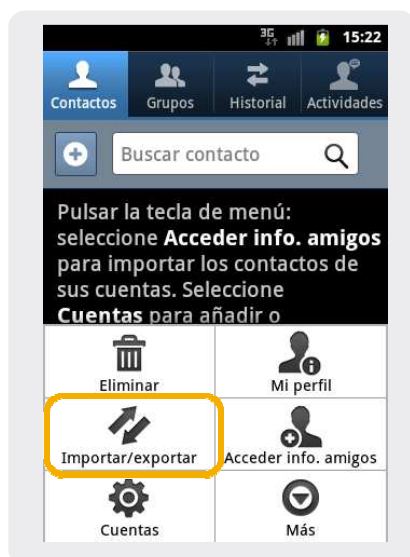 3G 15:22
Contactos Grupos Historial Actividades
Buscar contacto
Pulsar la tecla de menú:
seleccione Acceder info. amigos
para importar los contactos de
sus cuentas. Seleccione
Cuentas para añadir o
Eliminar Mi perfil
Importar/exportar Acceder info. amigos
Cuentas Más